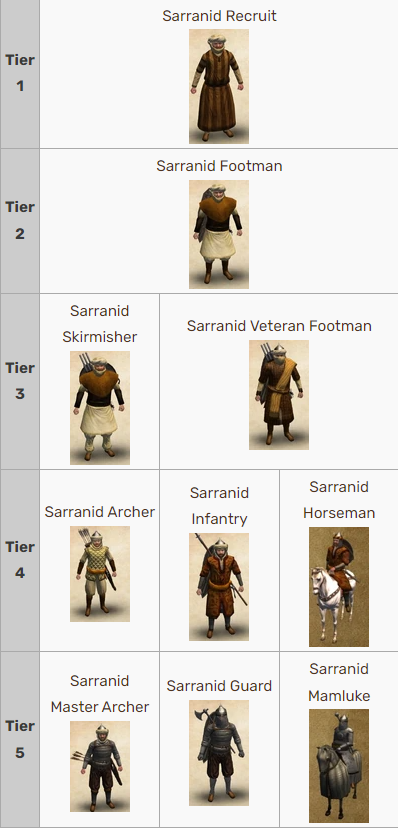 Tier
1
Sarranid Recruit
Tier
2
Sarranid Footman
Tier
3
Sarranid
Skirmisher
Sarranid Veteran Footman
Tier
4
Sarranid Archer
Sarranid
Infantry
Sarranid
Horseman
Tier
5
Sarranid
Master Archer
Sarranid Guard
Sarranid
Mamluke